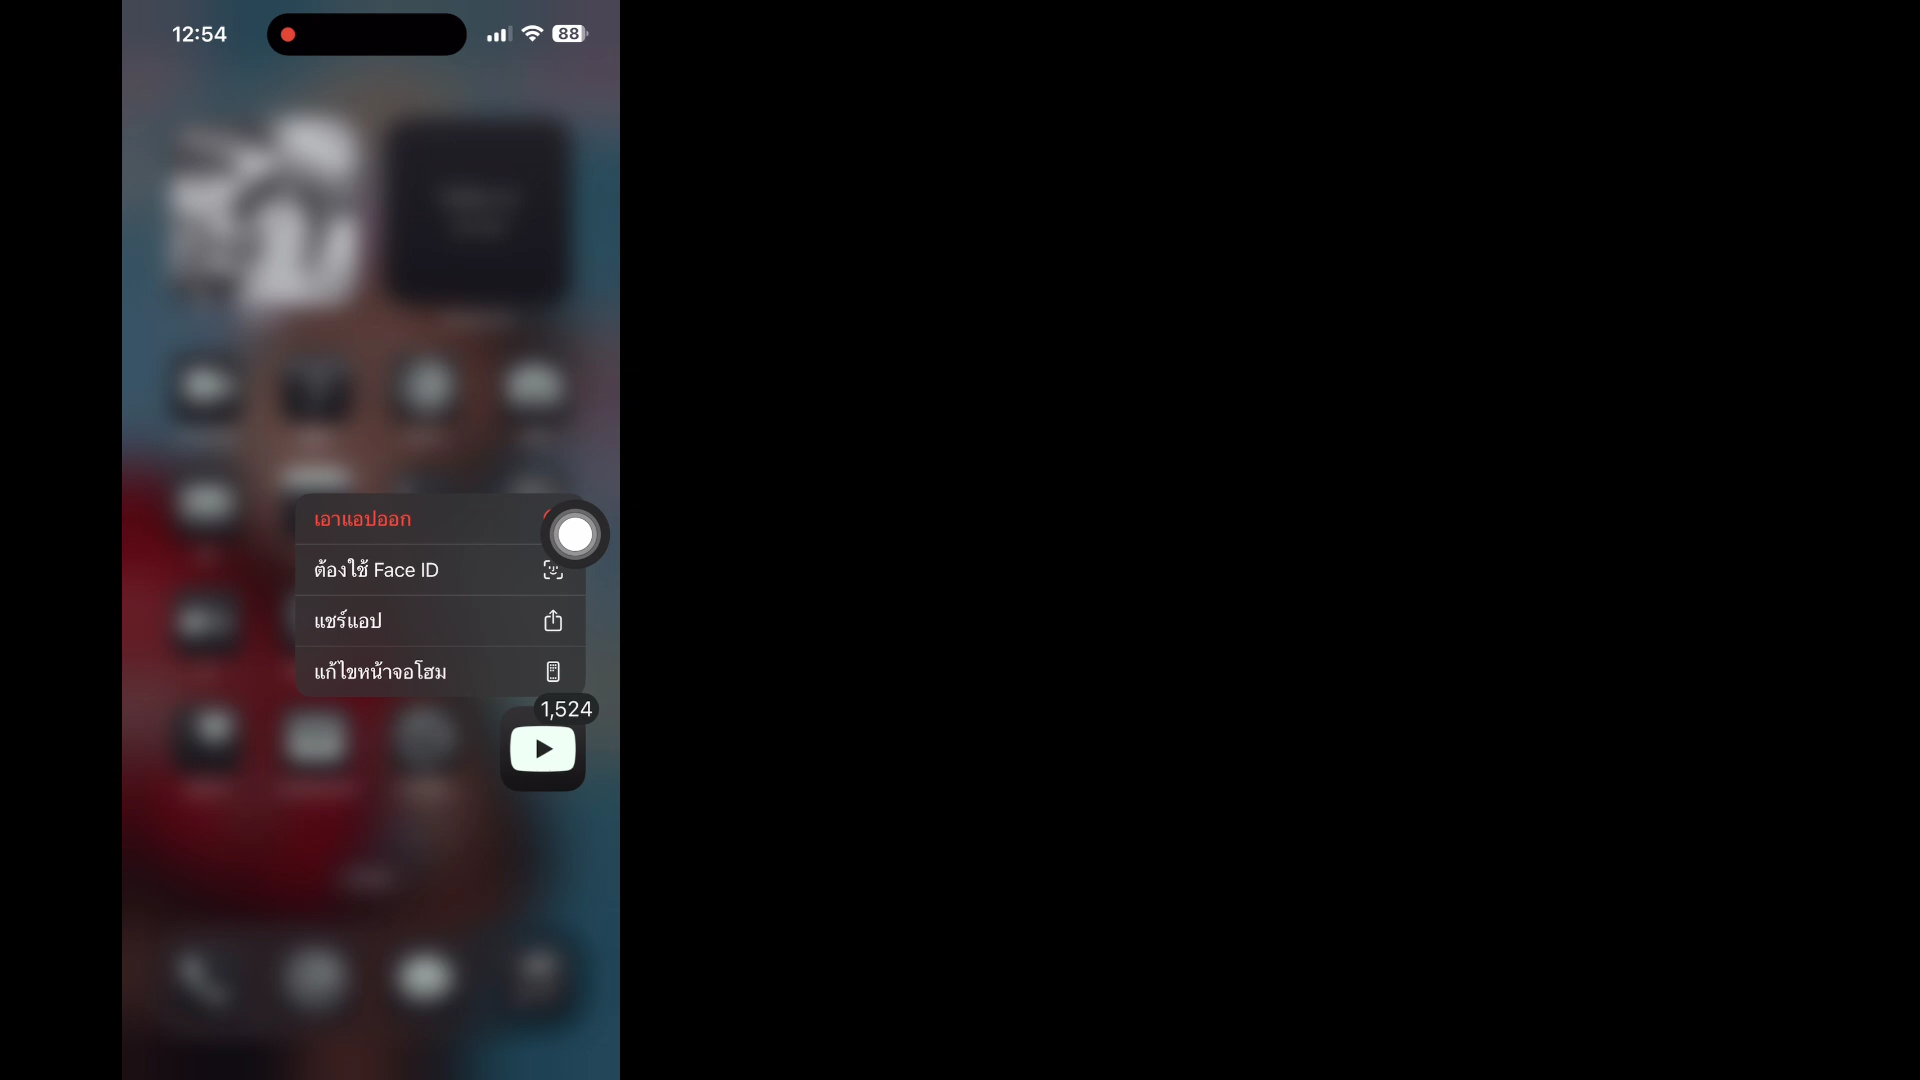 12:54
88
เอาแอปออก
ต้องใช้ Face ID
แชร์แอป
แก้ไขหน้าจอโฮม
1,524